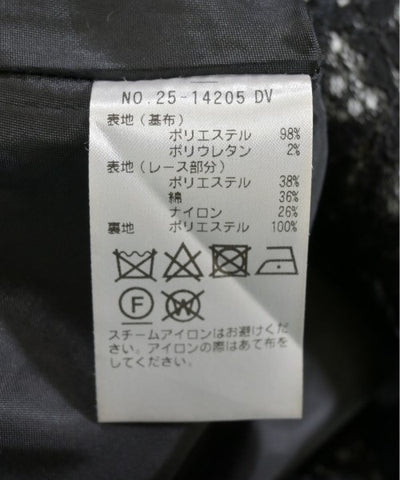 NO.25-14205 DV
表地(基布)
ポリエステル 98%
ポリウレタン 2%
表地(レース部分)
ポリエステル 38%
綿 36%
ナイロン 26%
裏地 ポリエステル 100%
F W
スチームアイロンはお避けくだ
さい。アイロンの際はあて布を
してください。